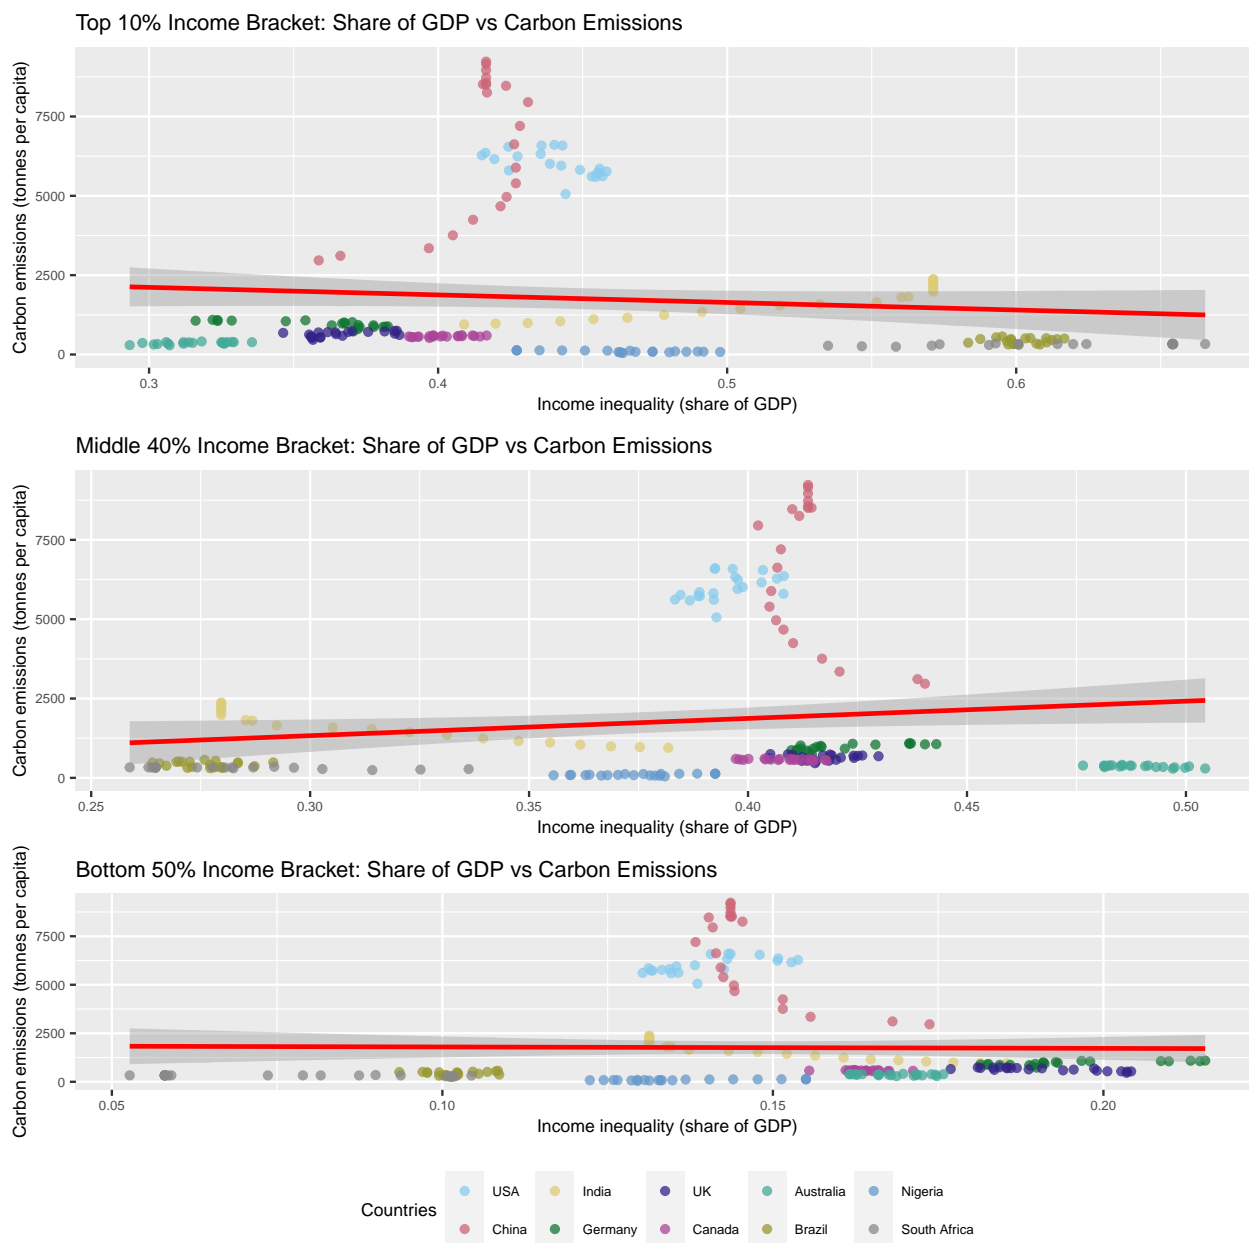 Top 10% Income Bracket: Share of GDP vs Carbon Emissions
Carbon emissions (tonnes per capita)
7500
5000
2500
0
0.3 0.4 0.5 0.6
Income inequality (share of GDP)
Middle 40% Income Bracket: Share of GDP vs Carbon Emissions
Carbon emissions (tonnes per capita)
7500
5000
2500
0
0.25 0.30 0.35 0.40 0.45 0.50
Income inequality (share of GDP)
Bottom 50% Income Bracket: Share of GDP vs Carbon Emissions
Carbon emissions (tonnes per capita)
7500
5000
2500
0
0.05 0.10 0.15 0.20
Income inequality (share of GDP)
Countries
USA India UK Australia Nigeria
China Germany Canada Brazil South Africa